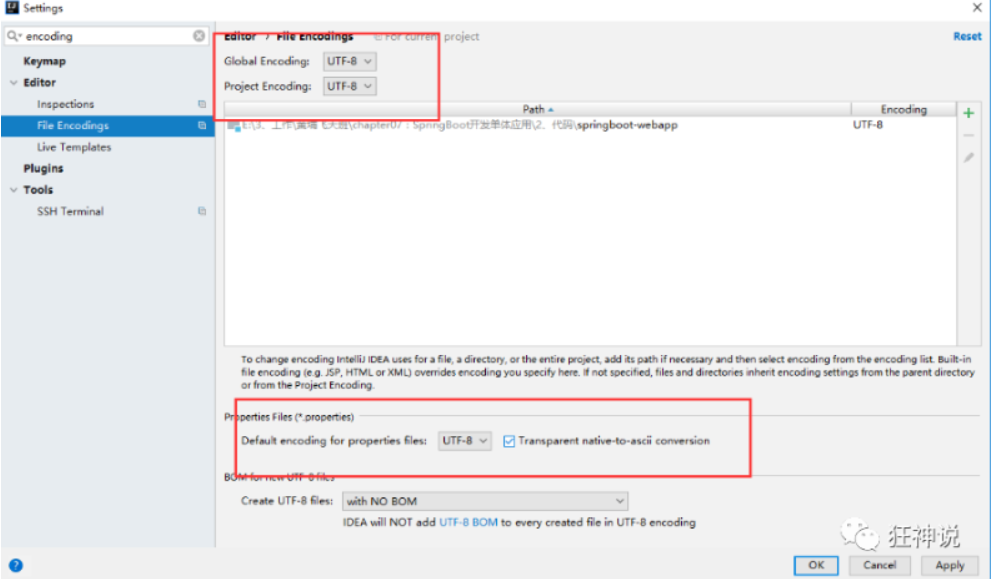 Settings
encoding
Editor › File Encodings For current project
Reset
Keymap
Global Encoding: UTF-8
Editor
Project Encoding: UTF-8
Inspections
Path Encoding
File Encodings
SpringBoot开发单体应用\2、代码\springboot-webapp UTF-8
Live Templates
Plugins
Tools
SSH Terminal
To change encoding IntelliJ IDEA uses for a file, a directory, or the entire project, add its path if necessary and then select encoding from the encoding list. Built-in
file encoding (e.g. JSP, HTML or XML) overrides encoding you specify here. If not specified, files and directories inherit encoding settings from the parent directory
or from the Project Encoding.
Properties Files (*.properties)
Default encoding for properties files: UTF-8 Transparent native-to-ascii conversion
BOM for new UTF-8 files
Create UTF-8 files: with NO BOM
IDEA will NOT add UTF-8 BOM to every created file in UTF-8 encoding
狂神说
? OK Cancel Apply